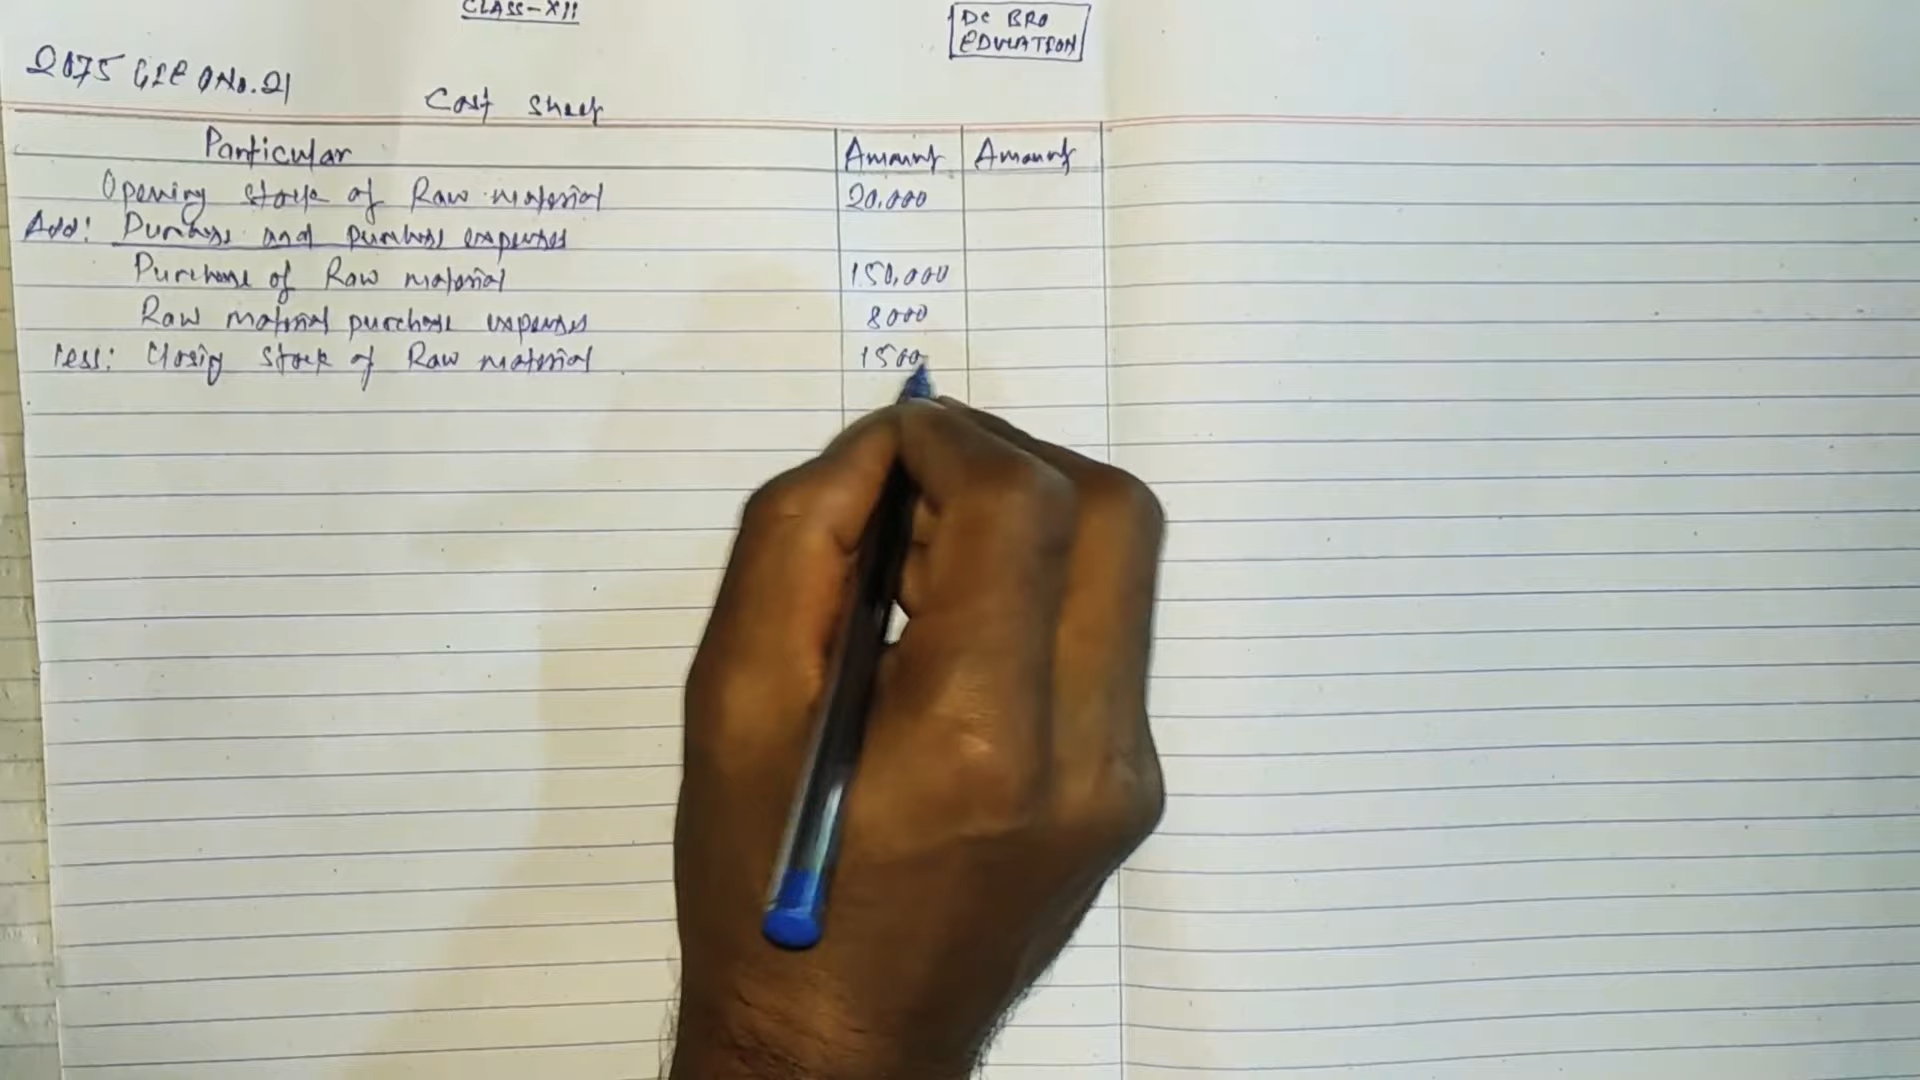 CLASS-XII
DC BRO
EDUCATION
2075 GIE QNo.21
Cost Sheet
Particular Amount Amount
Opening stock of Raw material 20,000
Add: Purchase and purchase expenses
Purchase of Raw material 150,000
Raw material purchase expenses 8000
Less: Closing stock of Raw material 1500